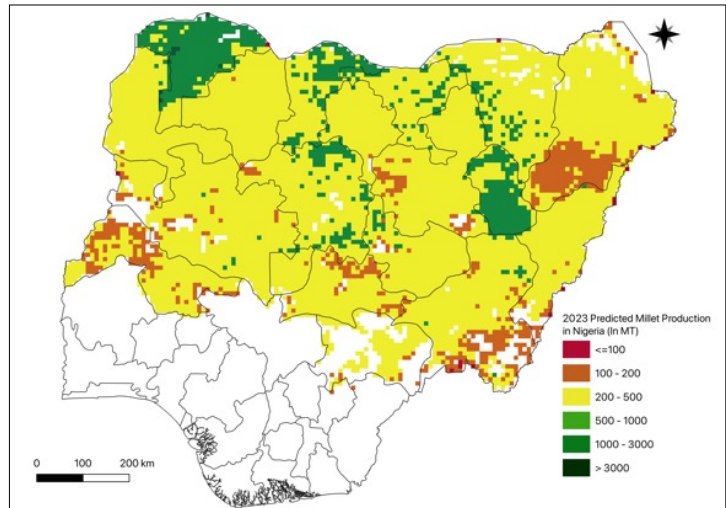 2023 Predicted Millet Production
in Nigeria (In MT)
<=100
100 - 200
200 - 500
500 - 1000
1000 - 3000
> 3000
0 100 200 km